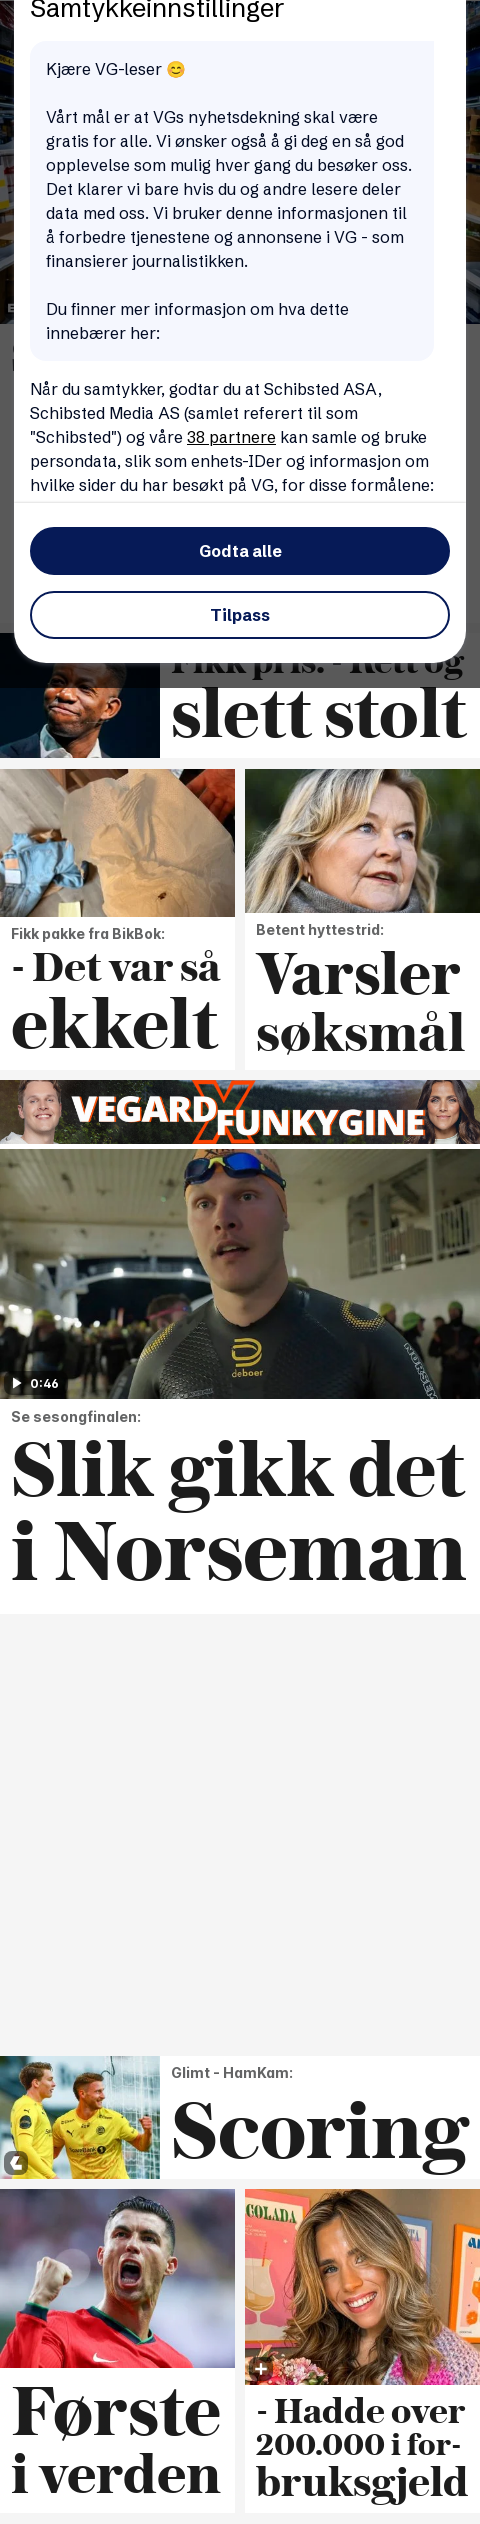 Samtykkeinnstillinger
Kjære VG-leser 😊
Vårt mål er at VGs nyhetsdekning skal være
gratis for alle. Vi ønsker også å gi deg en så god
opplevelse som mulig hver gang du besøker oss.
Det klarer vi bare hvis du og andre lesere deler
data med oss. Vi bruker denne informasjonen til
å forbedre tjenestene og annonsene i VG - som
finansierer journalistikken.
Du finner mer informasjon om hva dette
innebærer her:
Når du samtykker, godtar du at Schibsted ASA,
Schibsted Media AS (samlet referert til som
"Schibsted") og våre 38 partnere kan samle og bruke
persondata, slik som enhets-IDer og informasjon om
hvilke sider du har besøkt på VG, for disse formålene:
Godta alle
Tilpass
Fikk pris: - Rett og
slett stolt
Fikk pakke fra BikBok:
- Det var så
ekkelt
Betent hyttestrid:
Varsler
søksmål
VEGARD X FUNKYGINE
deboer
NORSEM
0:46
Se sesongfinalen:
Slik gikk det
i Norseman
Glimt - HamKam:
Scoring
Første
i verden
COLADA
- Hadde over
200.000 i for-
bruksgjeld